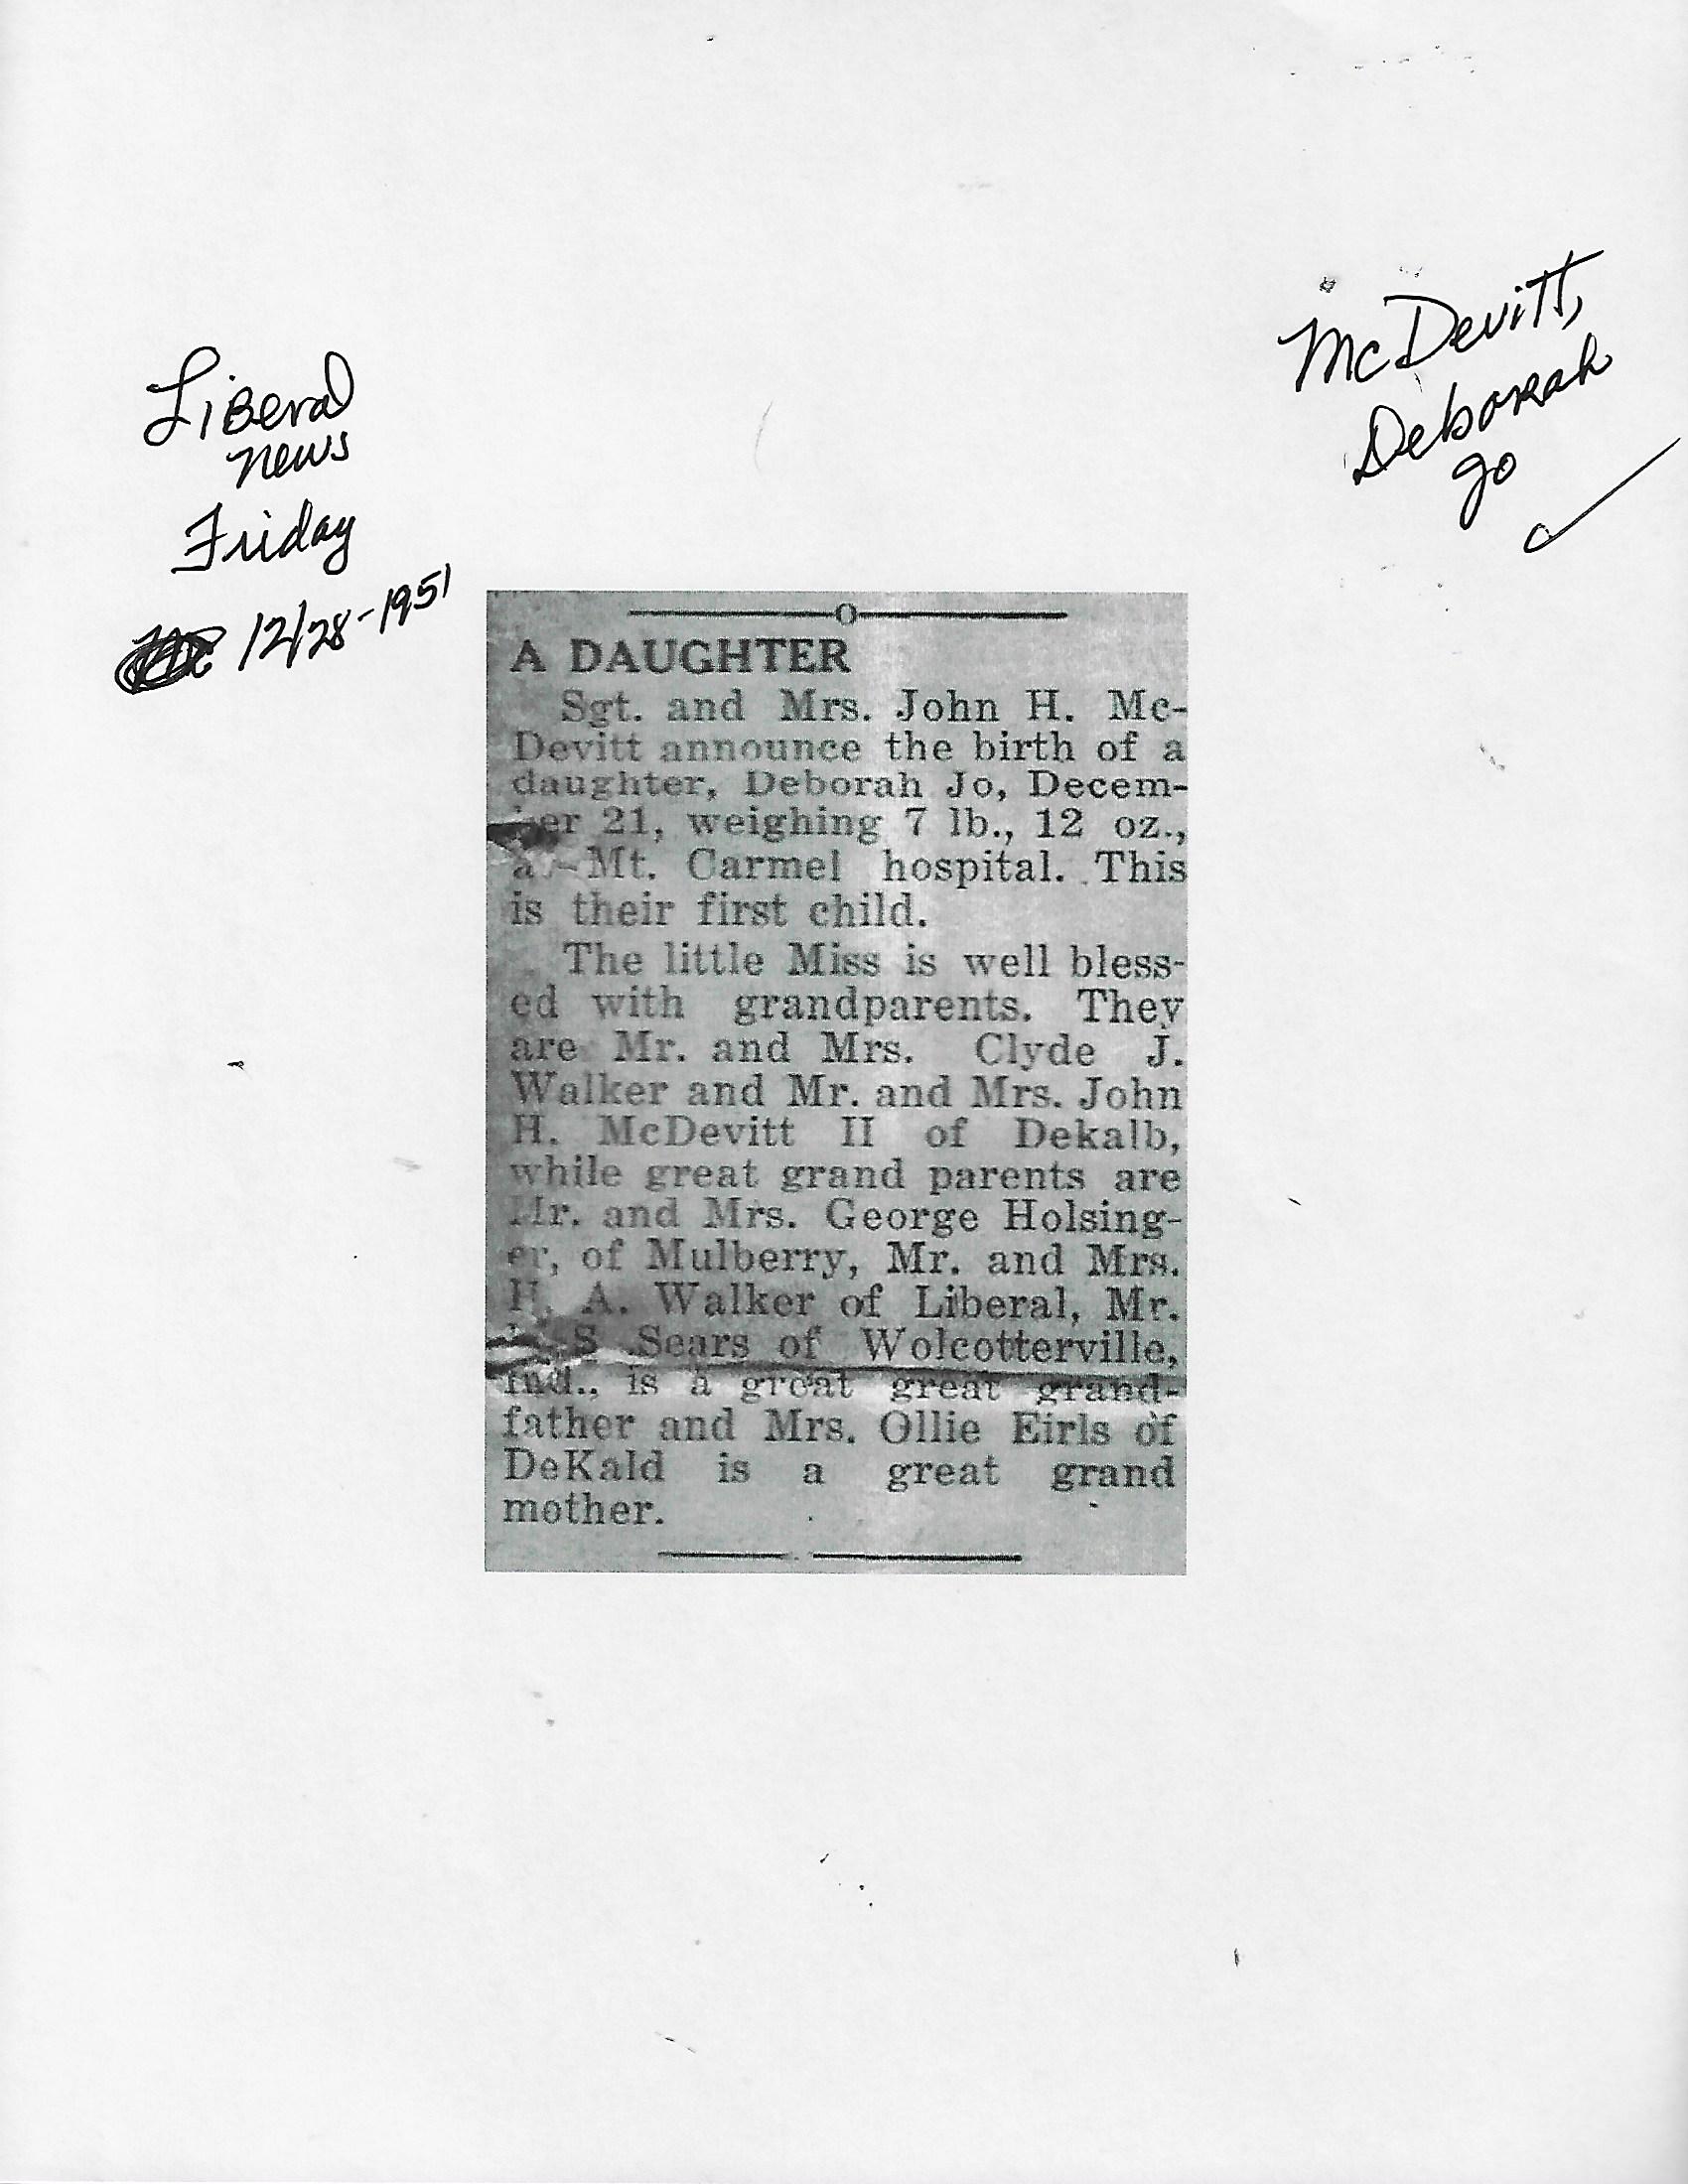 Liberal
news
Friday
12/28-1951
McDevitt,
Deborah
Jo
A DAUGHTER
Sgt. and Mrs. John H. Mc-
Devitt announce the birth of a
daughter, Deborah Jo, Decem-
ber 21, weighing 7 lb., 12 oz.,
Mt. Carmel hospital. This
is their first child.
The little Miss is well bless-
ed with grandparents. They
are Mr. and Mrs. Clyde J.
Walker and Mr. and Mrs. John
H. McDevitt II of Dekalb,
while great grand parents are
Mr. and Mrs. George Holsing-
er, of Mulberry, Mr. and Mrs.
H. A. Walker of Liberal, Mr.
S Sears of Wolcotterville,
Ind., is a great great grand-
father and Mrs. Ollie Eirls of
DeKald is a great grand
mother.